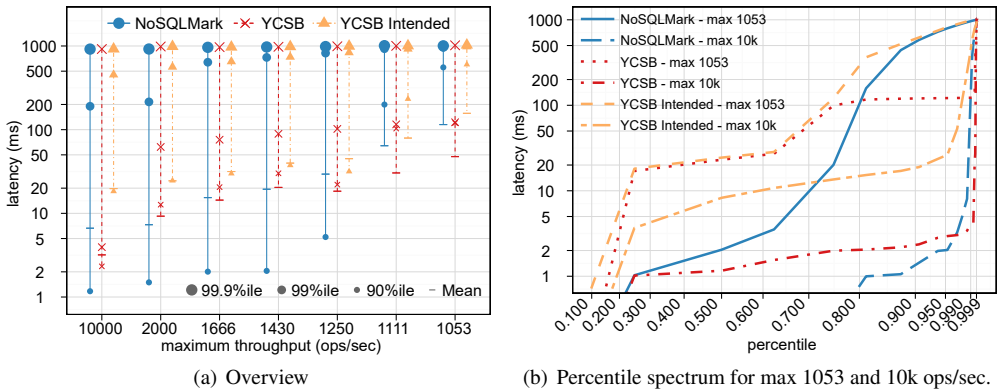 NoSQLMark YCSB YCSB Intended
1000
500
200
100
50
20
10
5
2
1
latency (ms)
99.9%ile 99%ile 90%ile Mean
10000 2000 1666 1430 1250 1111 1053
maximum throughput (ops/sec)
(a) Overview
NoSQLMark - max 1053
NoSQLMark - max 10k
YCSB - max 1053
YCSB - max 10k
YCSB Intended - max 1053
YCSB Intended - max 10k
1000
500
200
100
50
20
10
5
2
1
latency (ms)
0.100 0.200 0.300 0.400 0.500 0.600 0.700 0.800 0.900 0.950 0.990 0.999
percentile
(b) Percentile spectrum for max 1053 and 10k ops/sec.